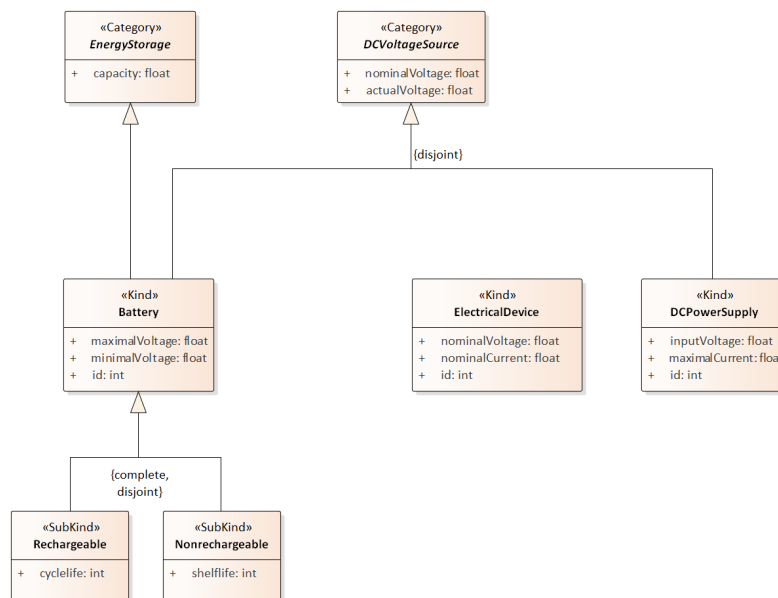 «Category»
EnergyStorage
+ capacity: float
«Category»
DCVoltageSource
+ nominalVoltage: float
+ actualVoltage: float
{disjoint}
«Kind»
Battery
+ maximalVoltage: float
+ minimalVoltage: float
+ id: int
«Kind»
ElectricalDevice
+ nominalVoltage: float
+ nominalCurrent: float
+ id: int
«Kind»
DCPowerSupply
+ inputVoltage: float
+ maximalCurrent: floa
+ id: int
{complete,
disjoint}
«SubKind»
Rechargeable
+ cyclelife: int
«SubKind»
Nonrechargeable
+ shelflife: int